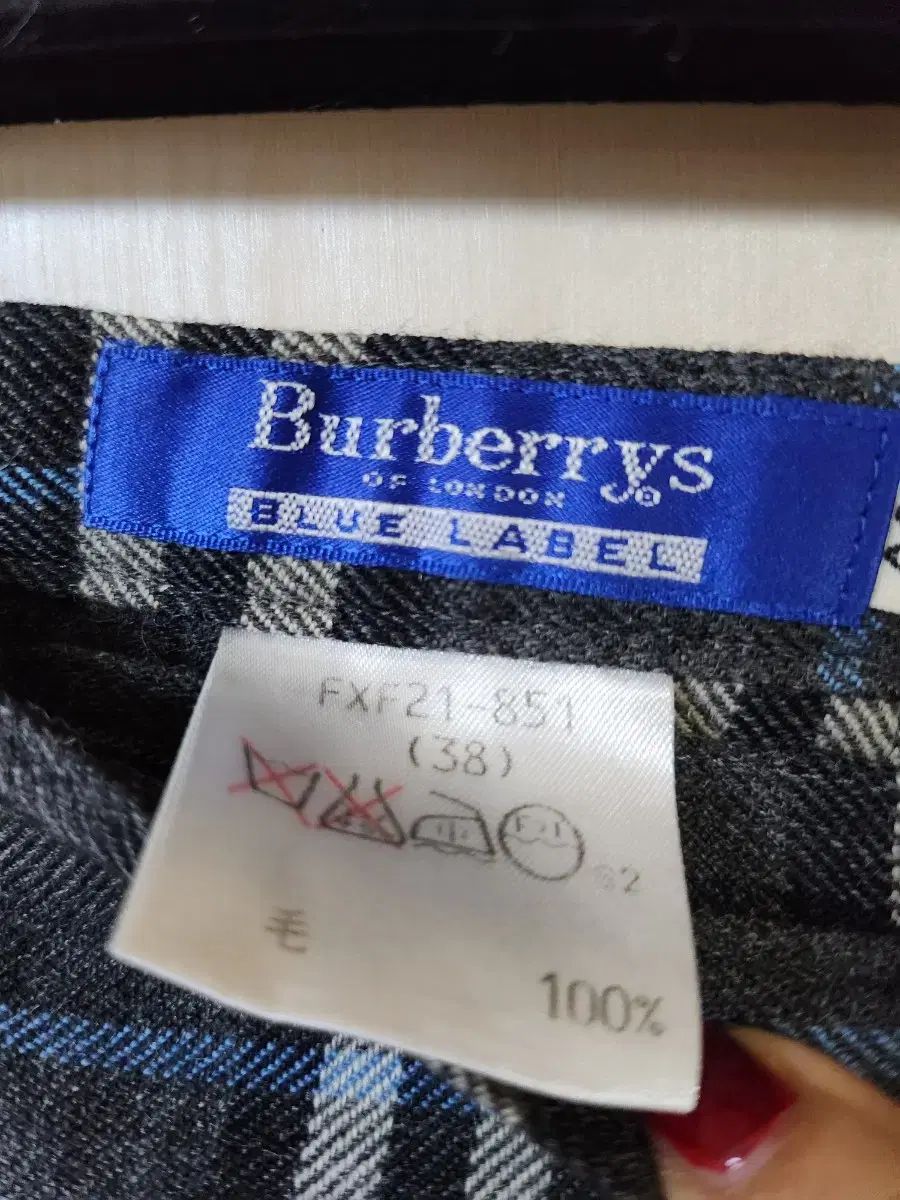 Burberrys
OF LONDON
BLUE LABEL
FXF21-851
(38)
毛
100%